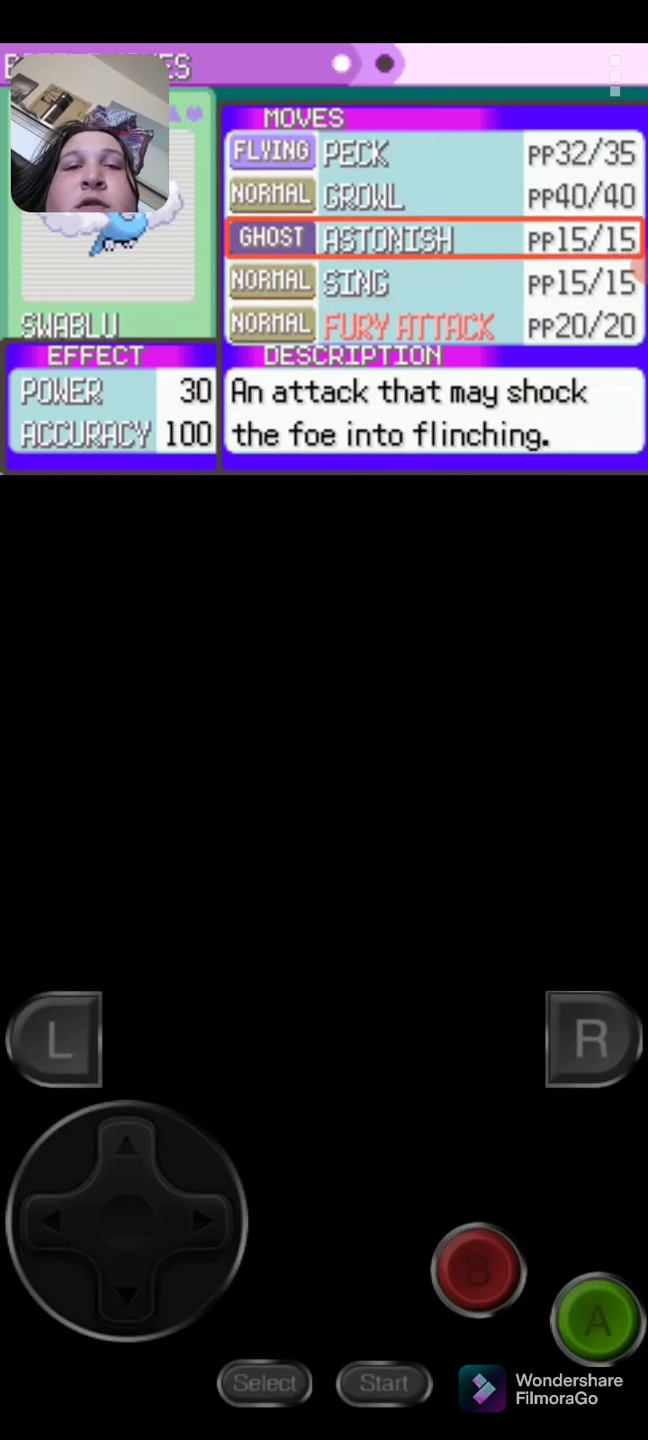 MOVES
FLYING PECK PP32/35
NORMAL GROWL PP40/40
GHOST ASTONISH PP15/15
NORMAL SING PP15/15
SWABLU
NORMAL FURY ATTACK PP20/20
EFFECT
DESCRIPTION
POWER 30
ACCURACY 100
An attack that may shock
the foe into flinching.
L
R
B
A
Select
Start
Wondershare
FilmoraGo